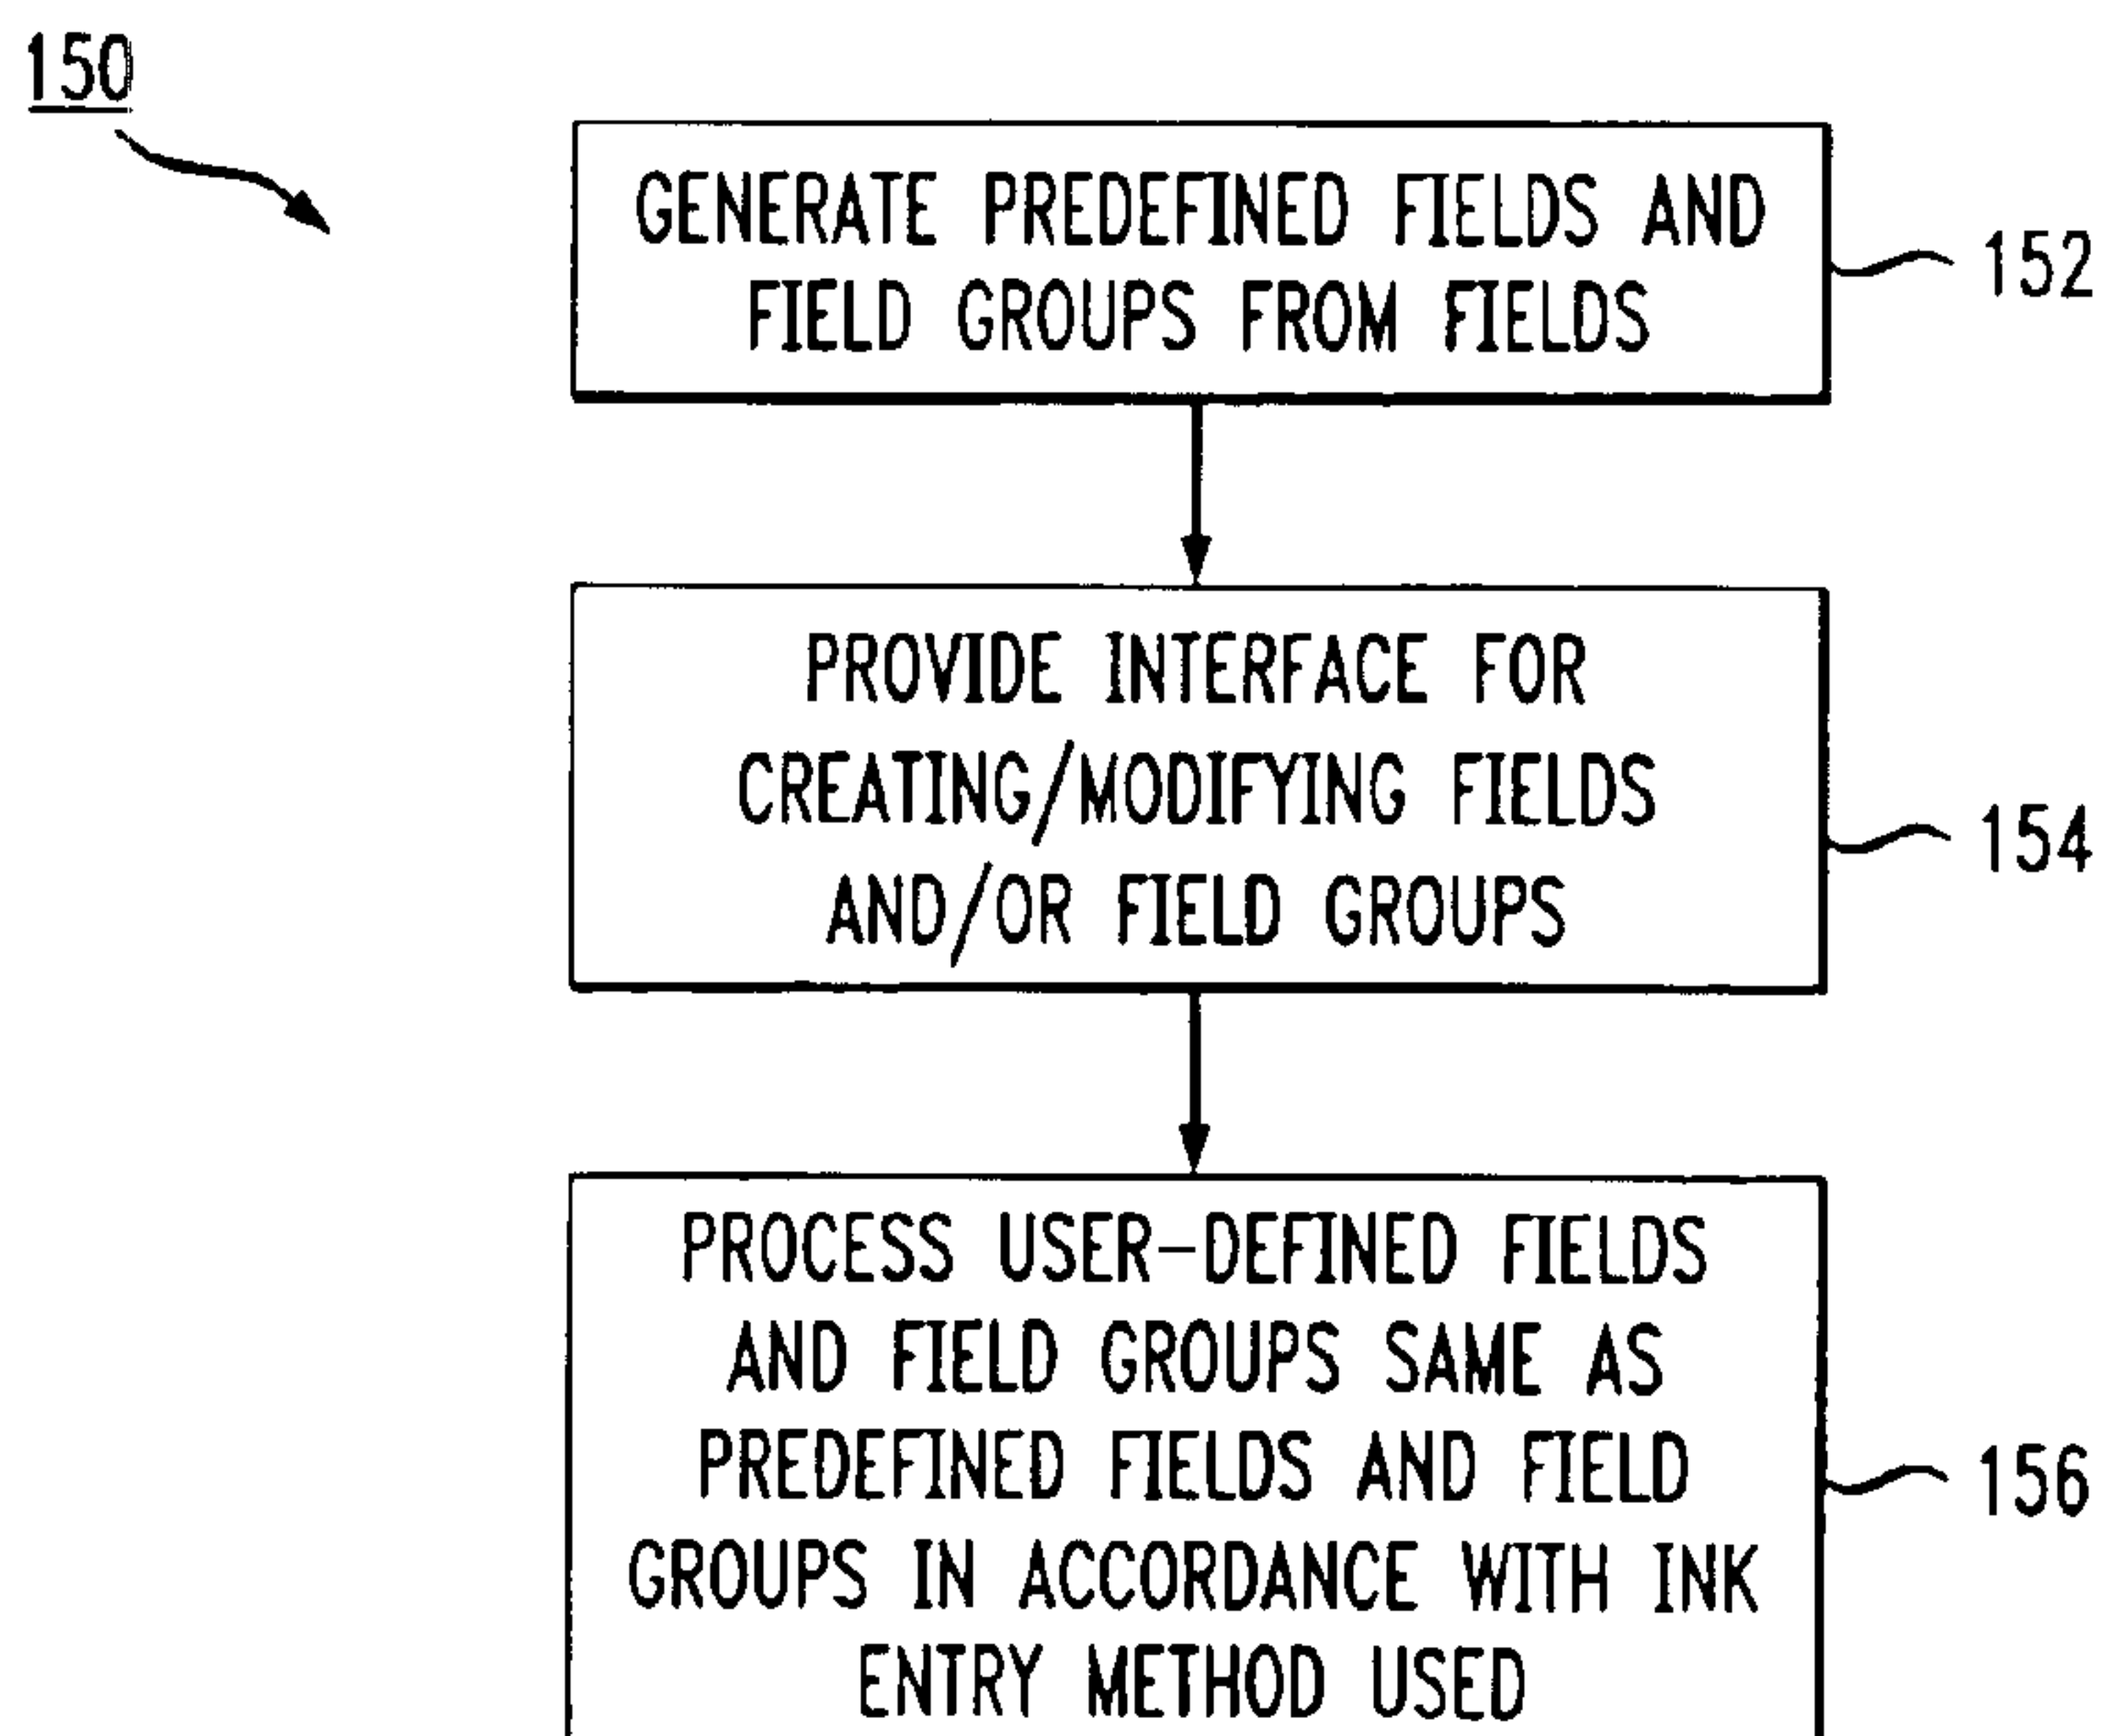 150
GENERATE PREDEFINED FIELDS AND
FIELD GROUPS FROM FIELDS
152
PROVIDE INTERFACE FOR
CREATING/MODIFYING FIELDS
AND/OR FIELD GROUPS
154
PROCESS USER-DEFINED FIELDS
AND FIELD GROUPS SAME AS
PREDEFINED FIELDS AND FIELD
GROUPS IN ACCORDANCE WITH INK
ENTRY METHOD USED
156